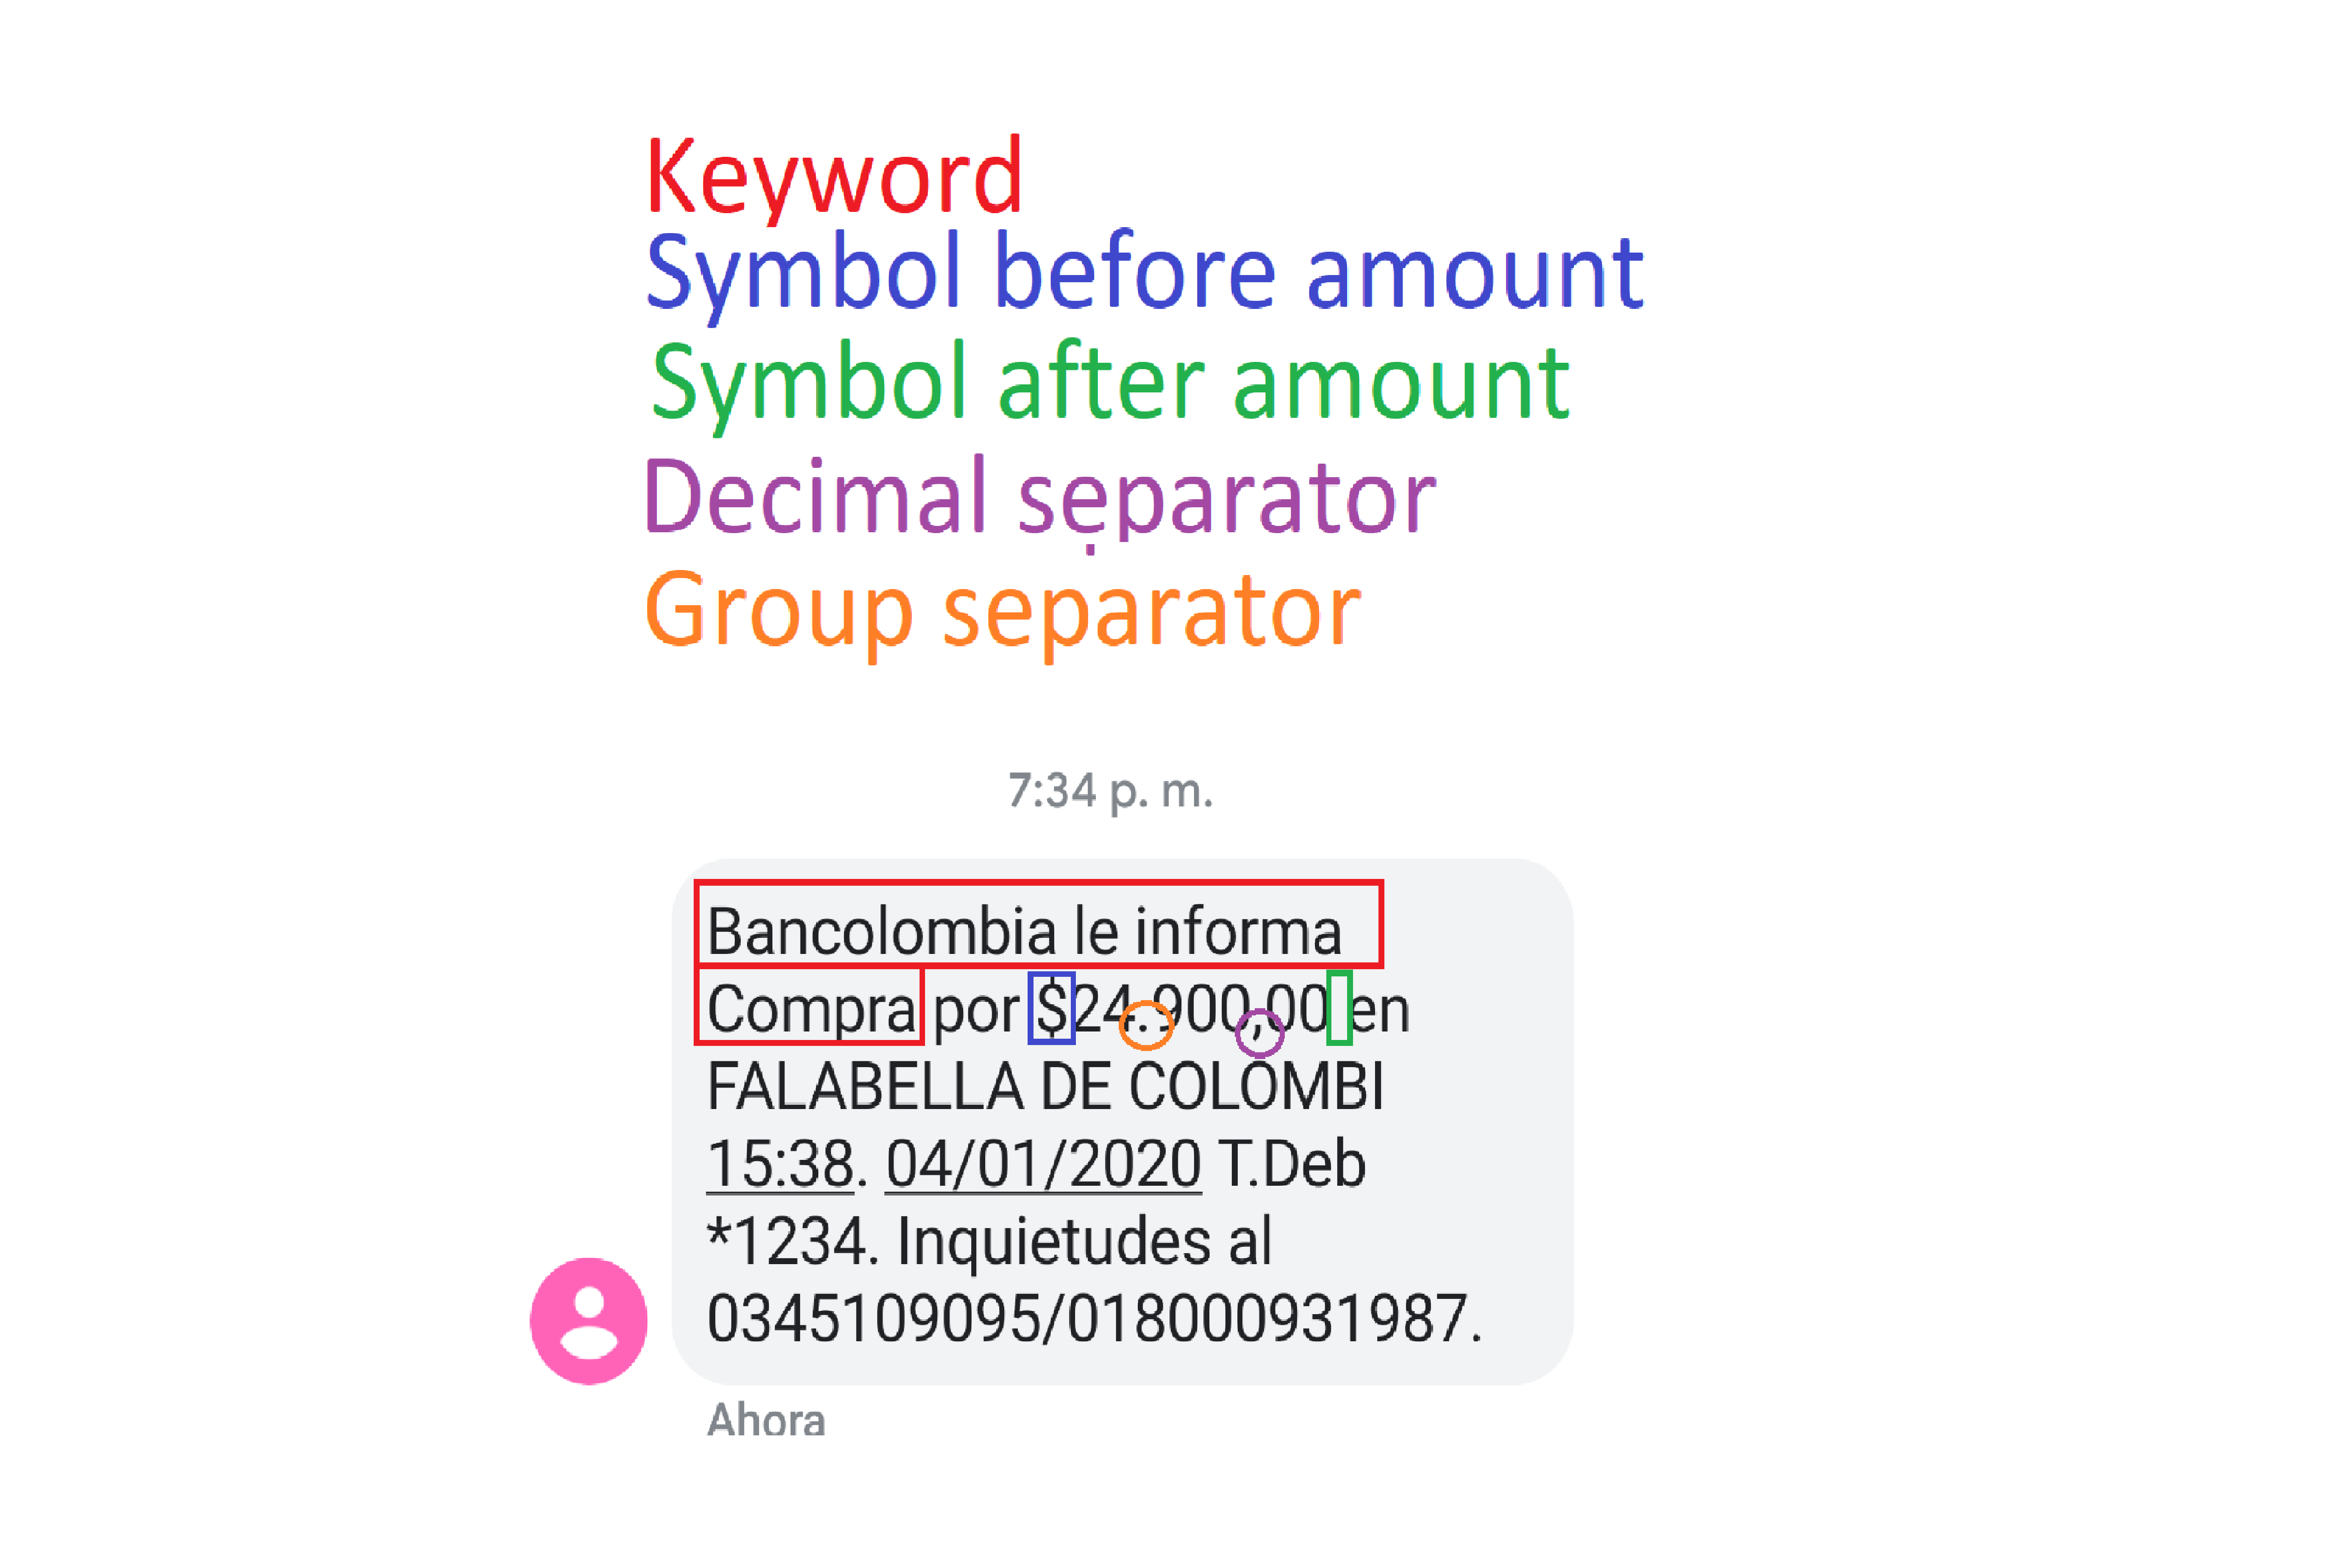 Keyword
Symbol before amount
Symbol after amount
Decimal separator
Group separator
7:34 p. m.
Bancolombia le informa
Compra por $24.900,00 en
FALABELLA DE COLOMBI
15:38. 04/01/2020 T.Deb
*1234. Inquietudes al
0345109095/018000931987.
Ahora